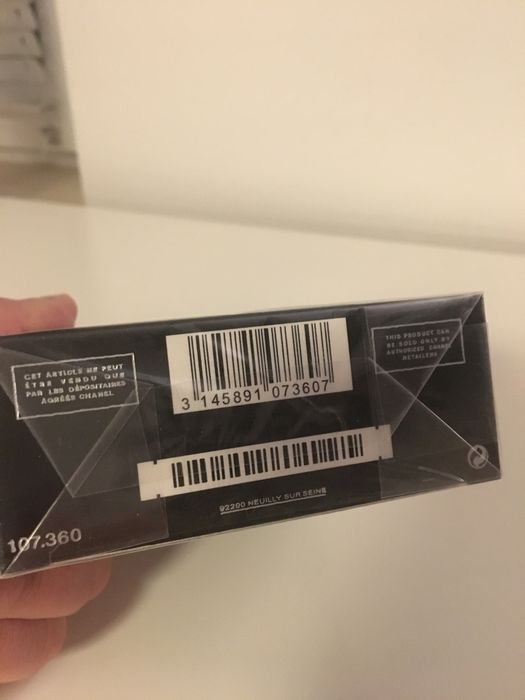 CET ARTICLE NE PEUT
ÊTRE VENDU QUE
PAR LES DÉPOSITAIRES
AGRÉÉS CHANEL
3 145891 073607
THIS PRODUCT CAN
BE SOLD ONLY BY
AUTHORIZED CHANEL
RETAILERS
92200 NEUILLY SUR SEINE
107.360